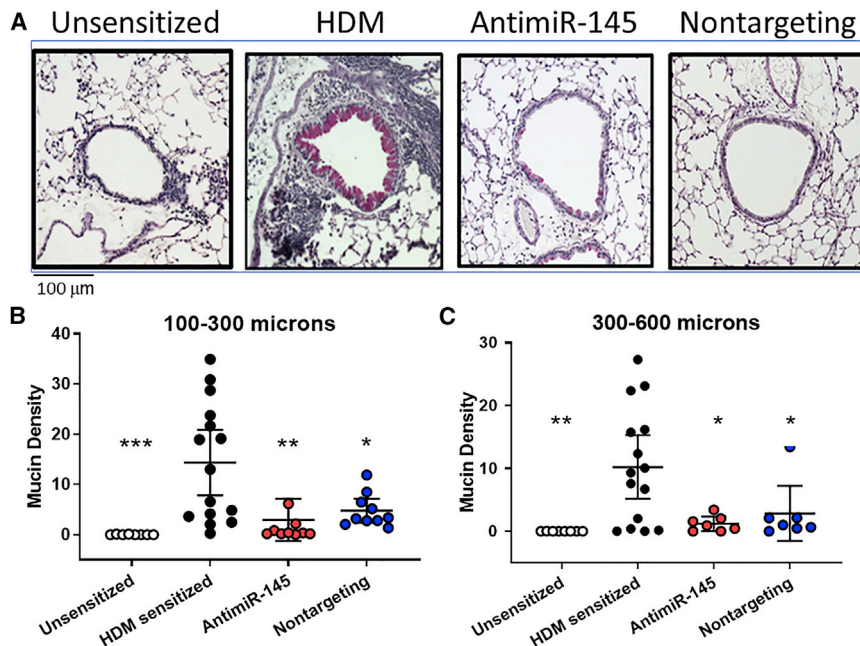 A
Unsensitized HDM AntimiR-145 Nontargeting
100 µm
B
100-300 microns
Mucin Density
40
30
20
10
0
***
**
*
Unsensitized
HDM sensitized
AntimiR-145
Nontargeting
C
300-600 microns
Mucin Density
30
20
10
0
**
*
*
Unsensitized
HDM sensitized
AntimiR-145
Nontargeting